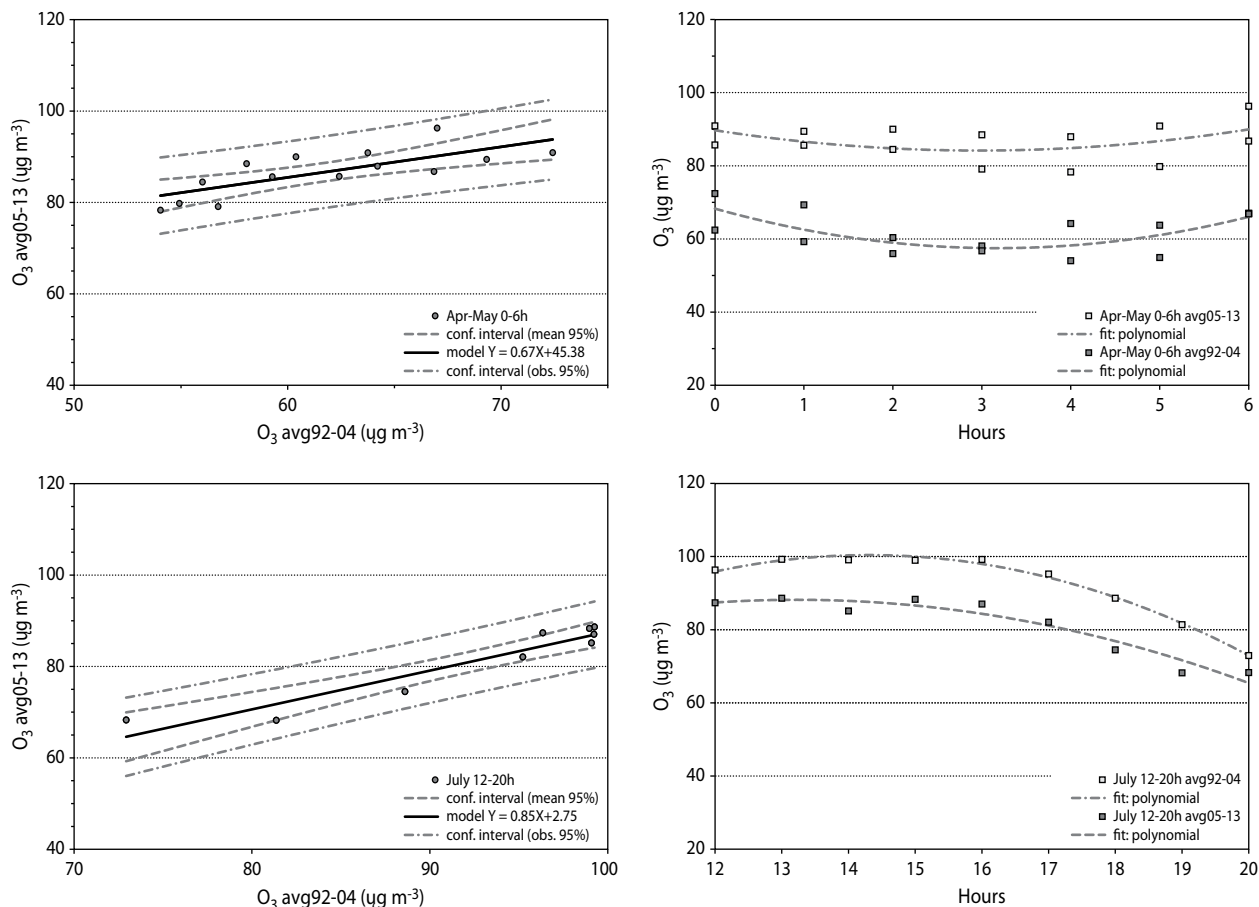 120
100
80
60
40
O3 avg05-13 (ųg m-3)
Apr-May 0-6h
conf. interval (mean 95%)
model Y = 0.67X+45.38
conf. interval (obs. 95%)
50 60 70
O3 avg92-04 (ųg m-3)
120
100
80
60
40
20
O3 (ųg m-3)
Apr-May 0-6h avg05-13
fit: polynomial
Apr-May 0-6h avg92-04
fit: polynomial
0 1 2 3 4 5 6
Hours
120
100
80
60
40
O3 avg05-13 (ųg m-3)
July 12-20h
conf. interval (mean 95%)
model Y = 0.85X+2.75
conf. interval (obs. 95%)
70 80 90 100
O3 avg92-04 (ųg m-3)
120
100
80
60
40
20
O3 (ųg m-3)
July 12-20h avg92-04
fit: polynomial
July 12-20h avg05-13
fit: polynomial
12 13 14 15 16 17 18 19 20
Hours